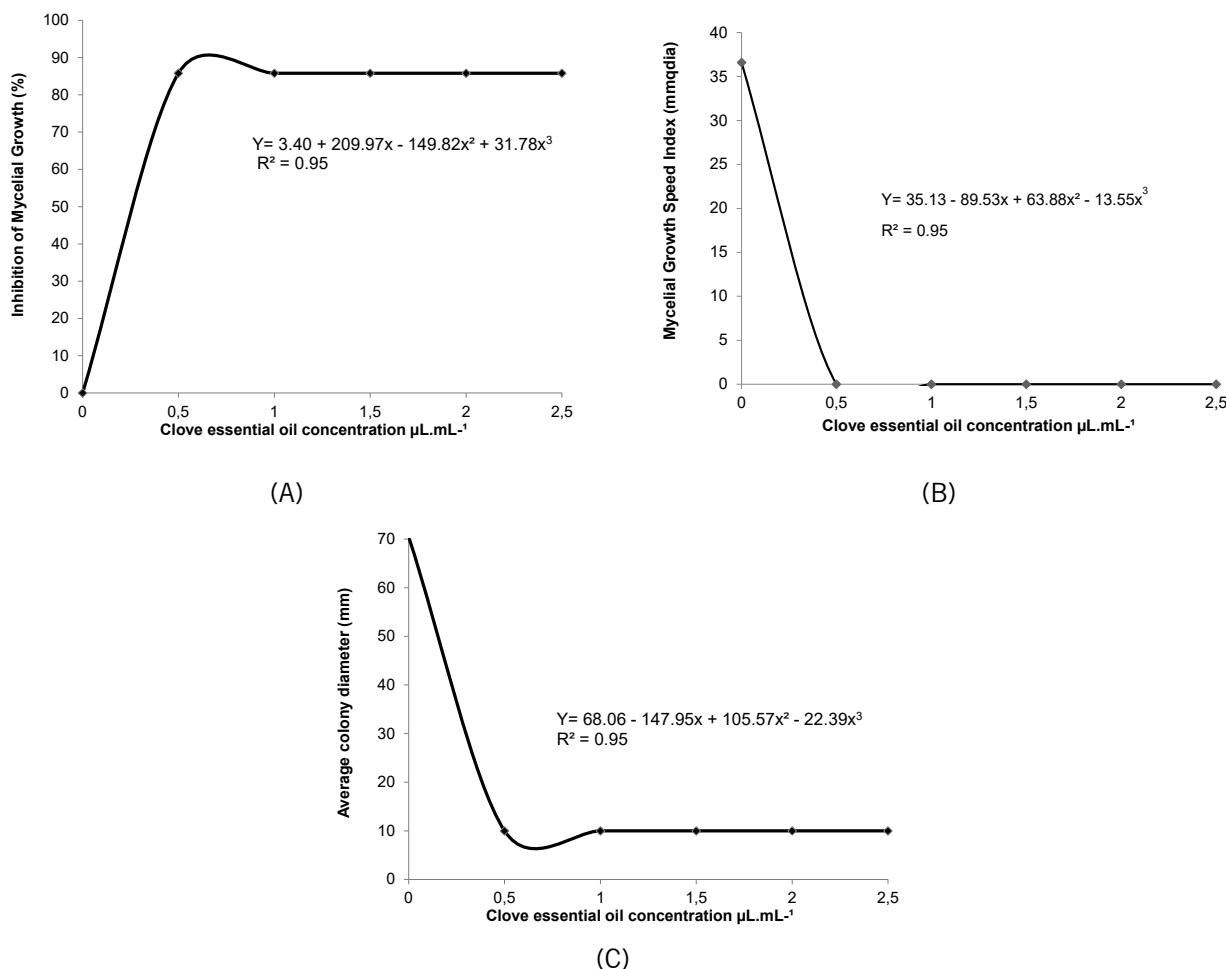 Inhibition of Mycelial Growth (%)
100
90
80
70
60
50
40
30
20
10
0
Y= 3.40 + 209.97x - 149.82x² + 31.78x³
R² = 0.95
0 0,5 1 1,5 2 2,5
Clove essential oil concentration µL.mL-¹
(A)
Mycelial Growth Speed Index (mmqdia)
40
35
30
25
20
15
10
5
0
Y= 35.13 - 89.53x + 63.88x² - 13.55x³
R² = 0.95
0 0,5 1 1,5 2 2,5
Clove essential oil concentration µL.mL-¹
(B)
Average colony diameter (mm)
70
60
50
40
30
20
10
0
Y= 68.06 - 147.95x + 105.57x² - 22.39x³
R² = 0.95
0 0,5 1 1,5 2 2,5
Clove essential oil concentration µL.mL-¹
(C)